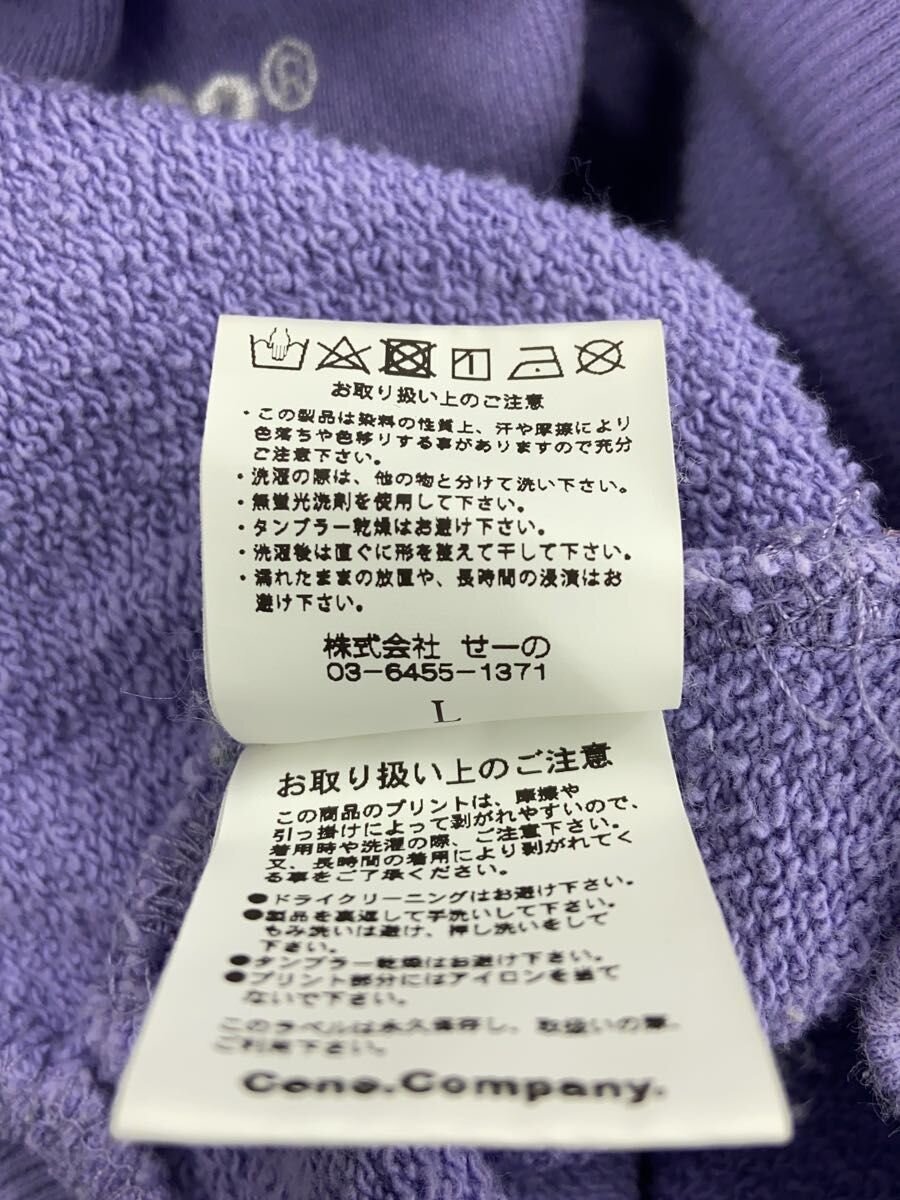 ®
お取り扱い上のご注意
・この製品は染料の性質上、汗や摩擦により
色落ちや色移りする事がありますので充分
ご注意下さい。
・洗濯の際は、他の物と分けて洗い下さい。
・無蛍光洗剤を使用して下さい。
・タンブラー乾燥はお避け下さい。
・洗濯後は直ぐに形を整えて干して下さい。
・濡れたままの放置や、長時間の浸漬はお
避け下さい。
株式会社 せーの
03-6455-1371
L
お取り扱い上のご注意
この商品のプリントは、摩擦や
引っ掛けによって剥がれやすいので、
着用時や洗濯の際、ご注意下さい。
又、長時間の着用により剥がれてく
る事をご了承ください。
●ドライクリーニングはお避け下さい。
●製品を裏返して手洗いして下さい。
もみ洗いは避け、押し洗いをして
下さい。
●タンブラー乾燥はお避け下さい。
●プリント部分にはアイロンを当て
ないで下さい。
このラベルは永久保存し、取扱いの際、
ご利用下さい。
Cene.Company.